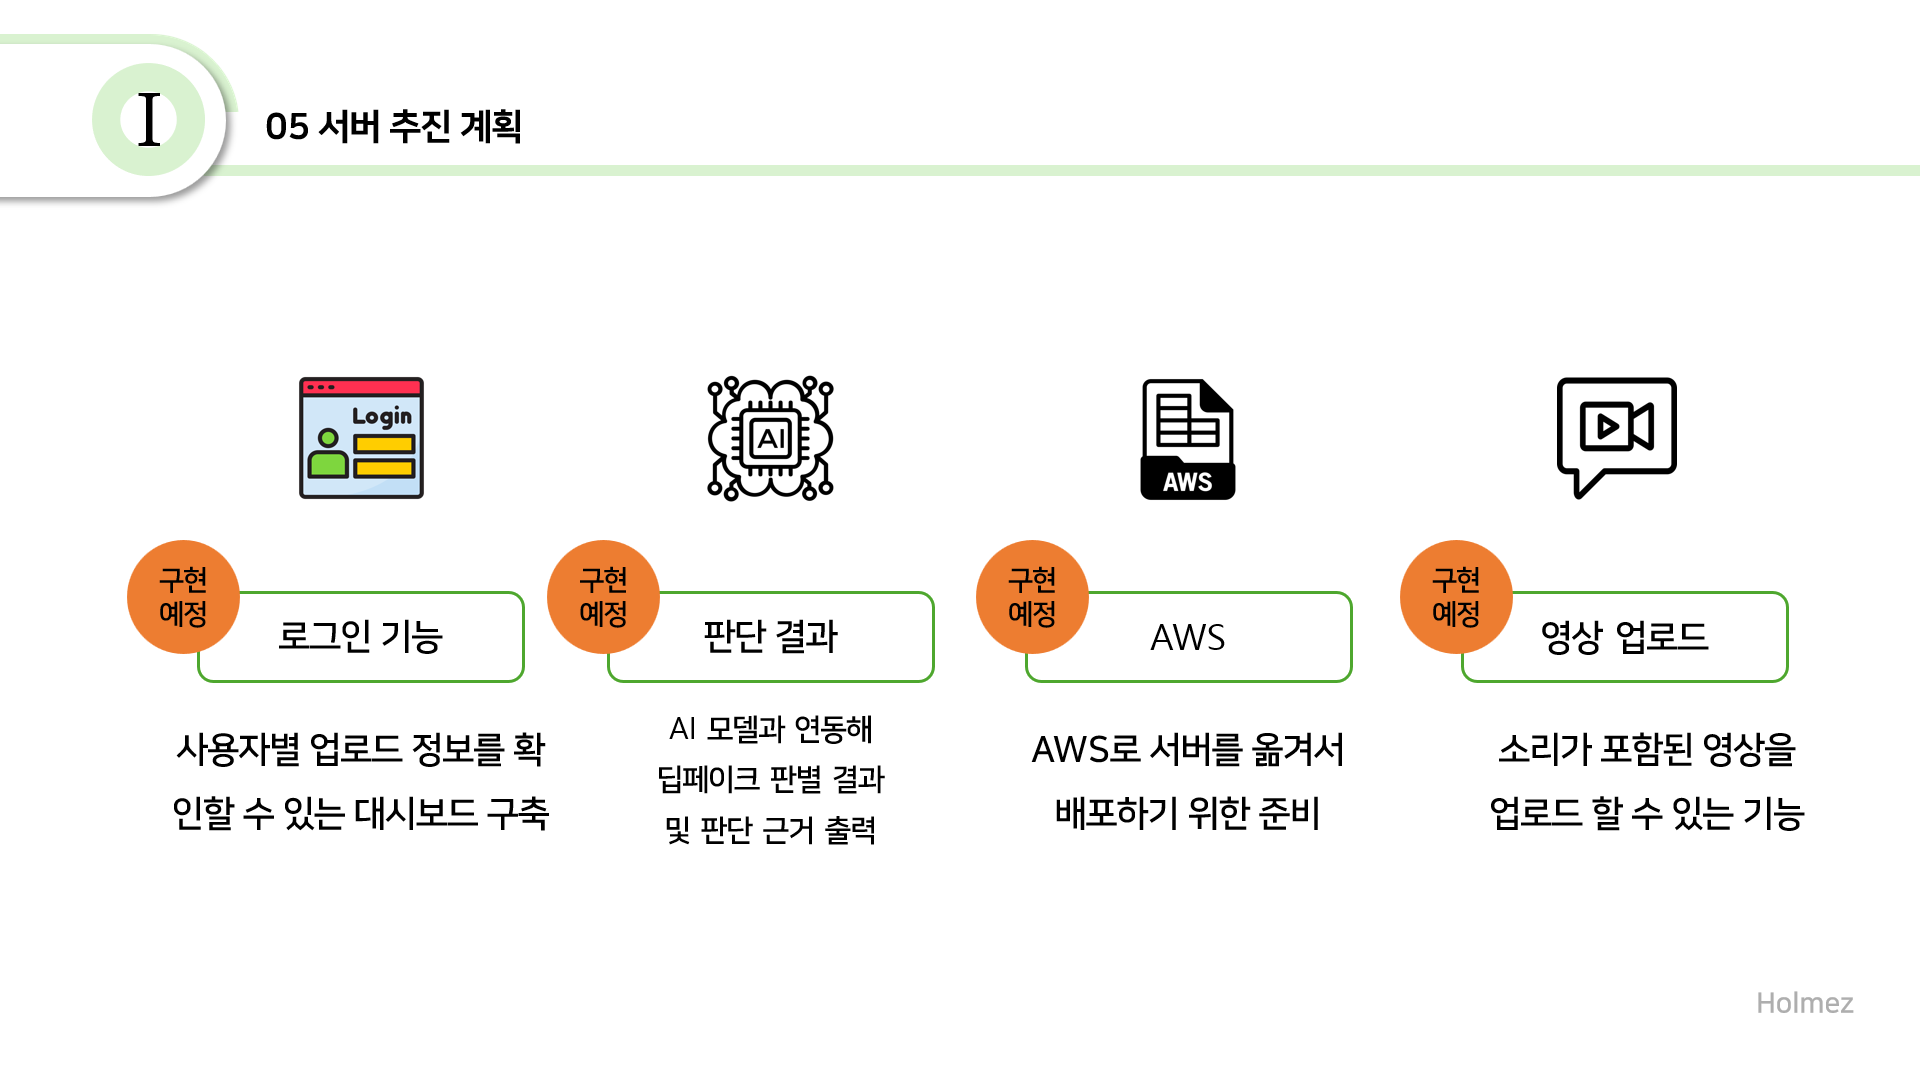 I
05 서버 추진 계획
Login
AI
AWS
구현
예정
로그인 기능
사용자별 업로드 정보를 확
인할 수 있는 대시보드 구축
구현
예정
판단 결과
AI 모델과 연동해
딥페이크 판별 결과
및 판단 근거 출력
구현
예정
AWS
AWS로 서버를 옮겨서
배포하기 위한 준비
구현
예정
영상 업로드
소리가 포함된 영상을
업로드 할 수 있는 기능
Holmez